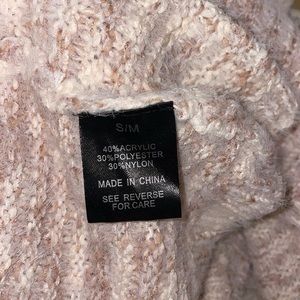 S/M
40%ACRYLIC
30%POLYESTER
30%NYLON
MADE IN CHINA
SEE REVERSE
FOR CARE